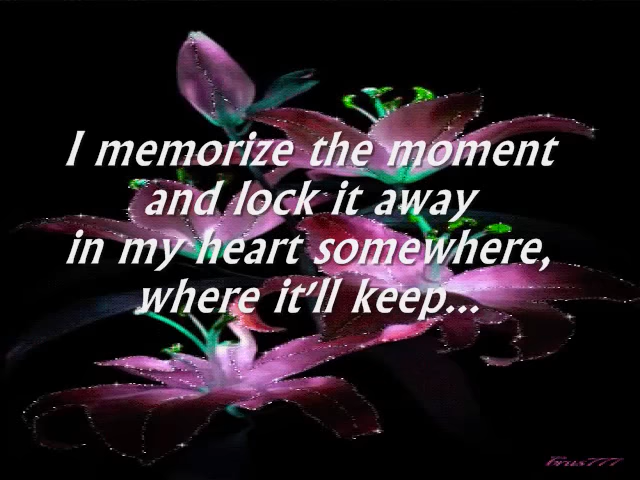 I memorize the moment
and lock it away
in my heart somewhere,
where it'll keep...